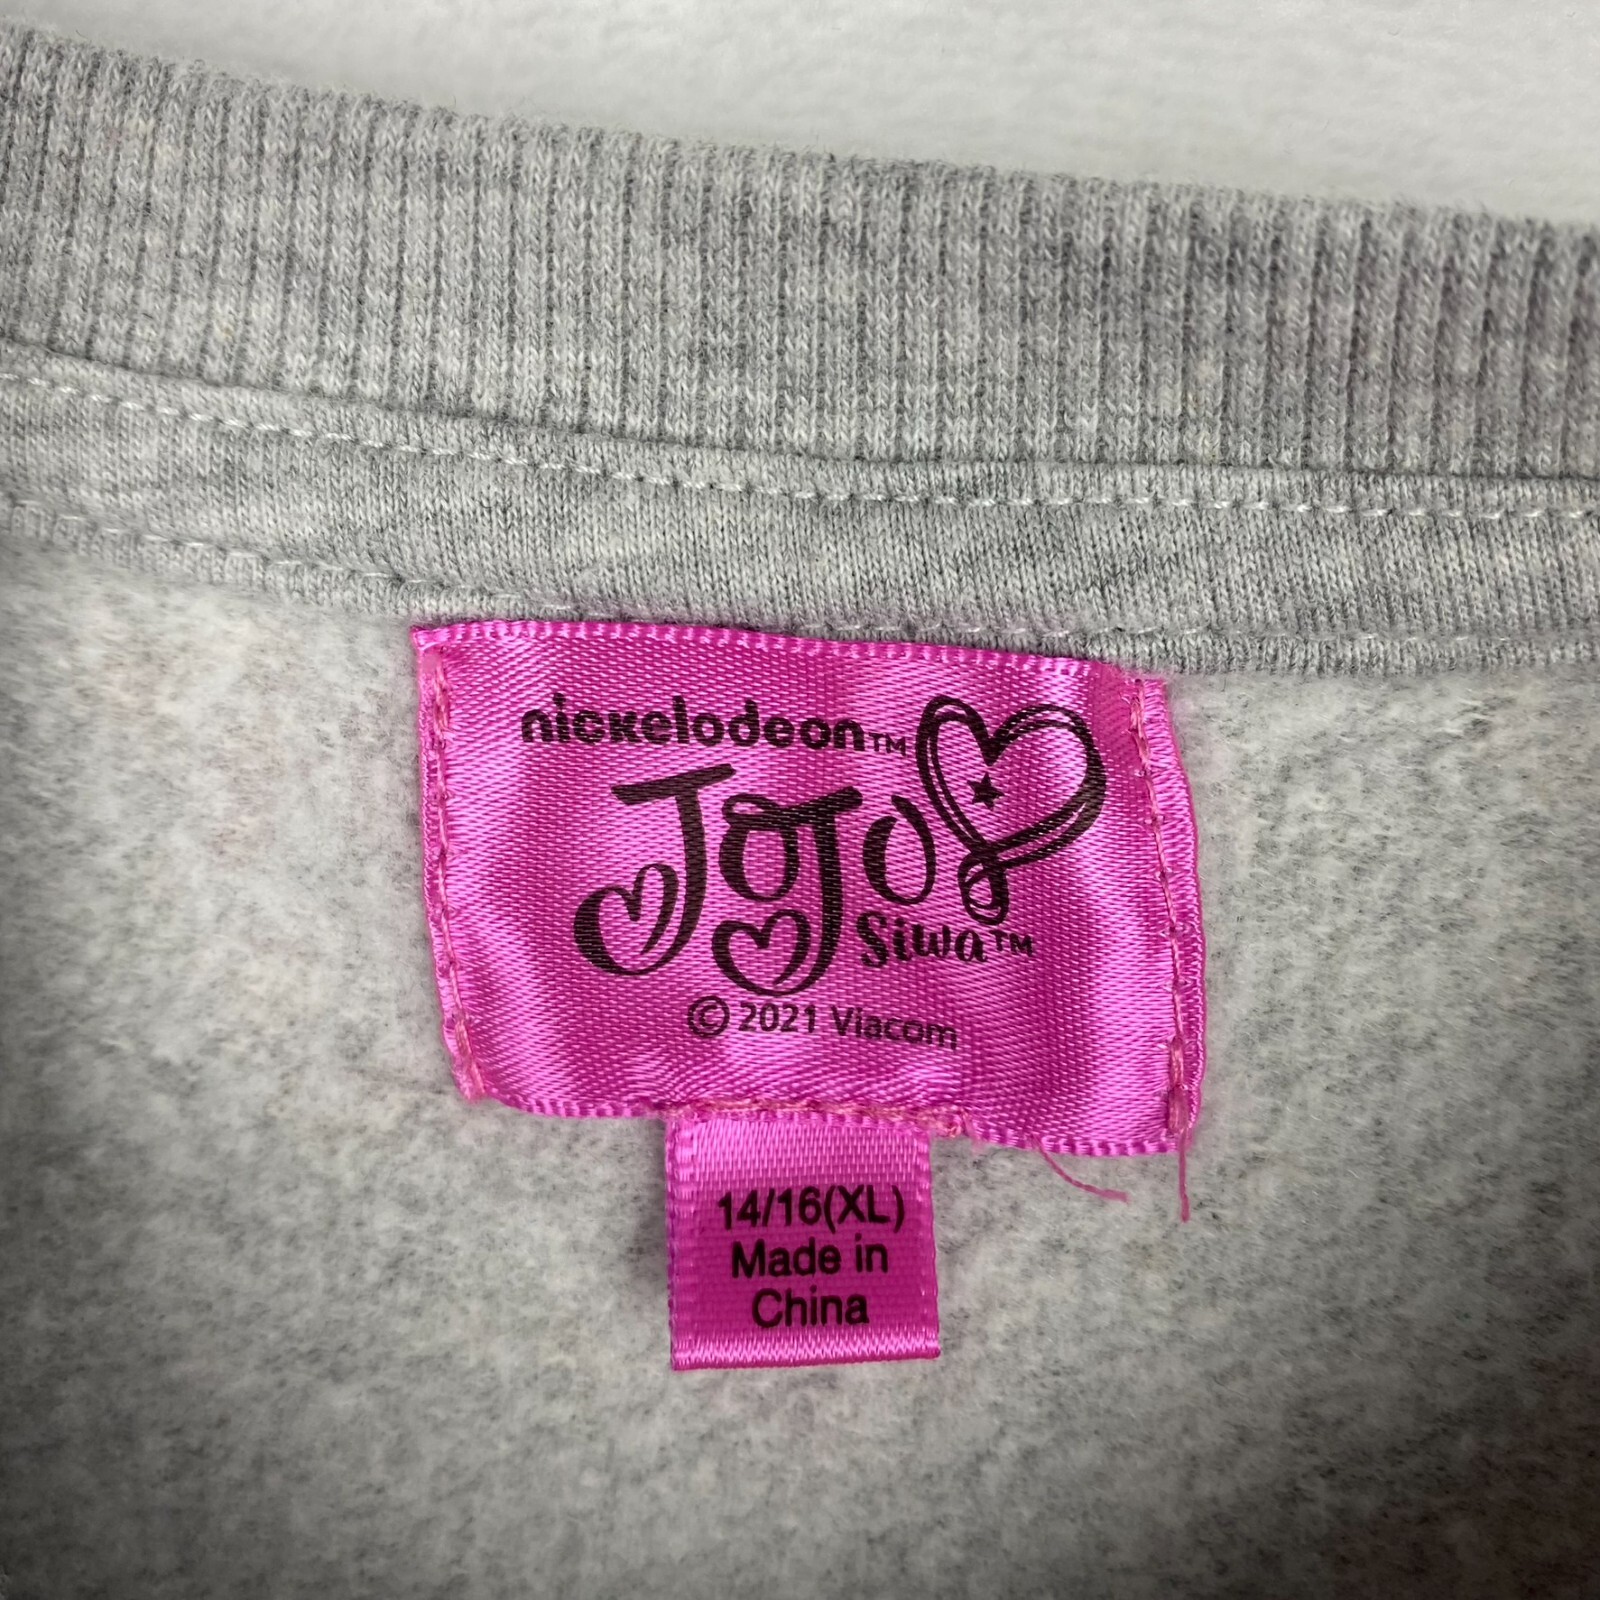 nickelodeon™
JoJo
Siwa™
© 2021 Viacom
14/16(XL)
Made in
China